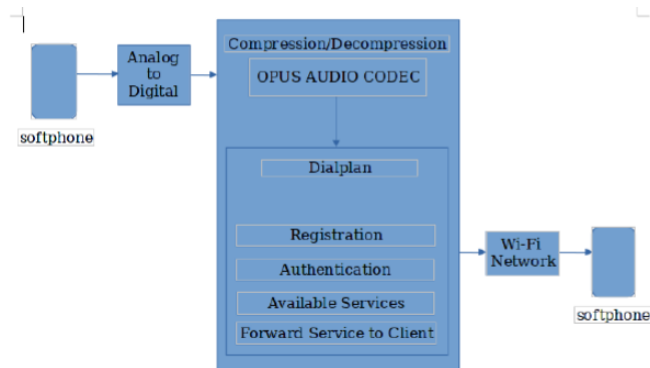 Compression/Decompression
Analog
to
Digital
OPUS AUDIO CODEC
softphone
Dialplan
Registration
Authentication
Available Services
Forward Service to Client
Wi-Fi
Network
softphone